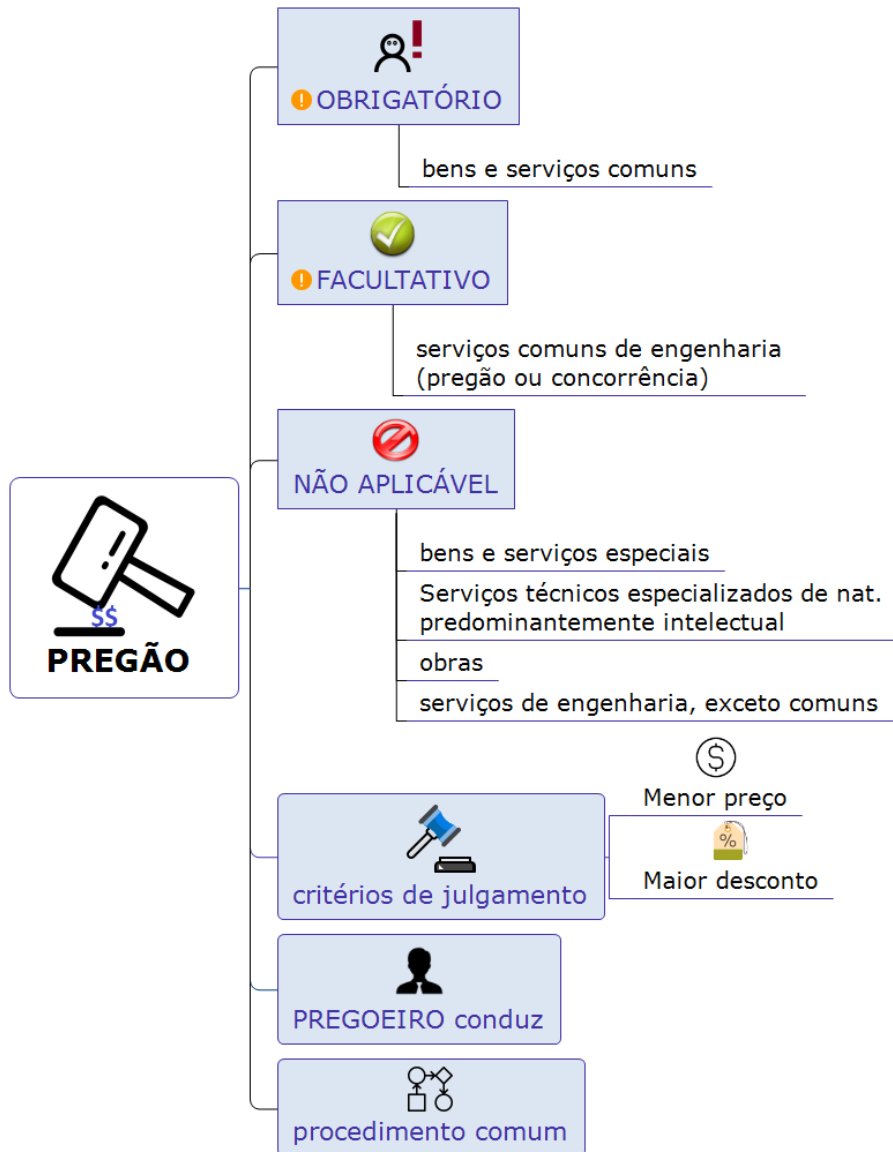 !
! OBRIGATÓRIO
bens e serviços comuns
! FACULTATIVO
serviços comuns de engenharia
(pregão ou concorrência)
NÃO APLICÁVEL
bens e serviços especiais
Serviços técnicos especializados de nat.
predominantemente intelectual
obras
serviços de engenharia, exceto comuns
$$
PREGÃO
$
Menor preço
%
Maior desconto
critérios de julgamento
PREGOEIRO conduz
procedimento comum